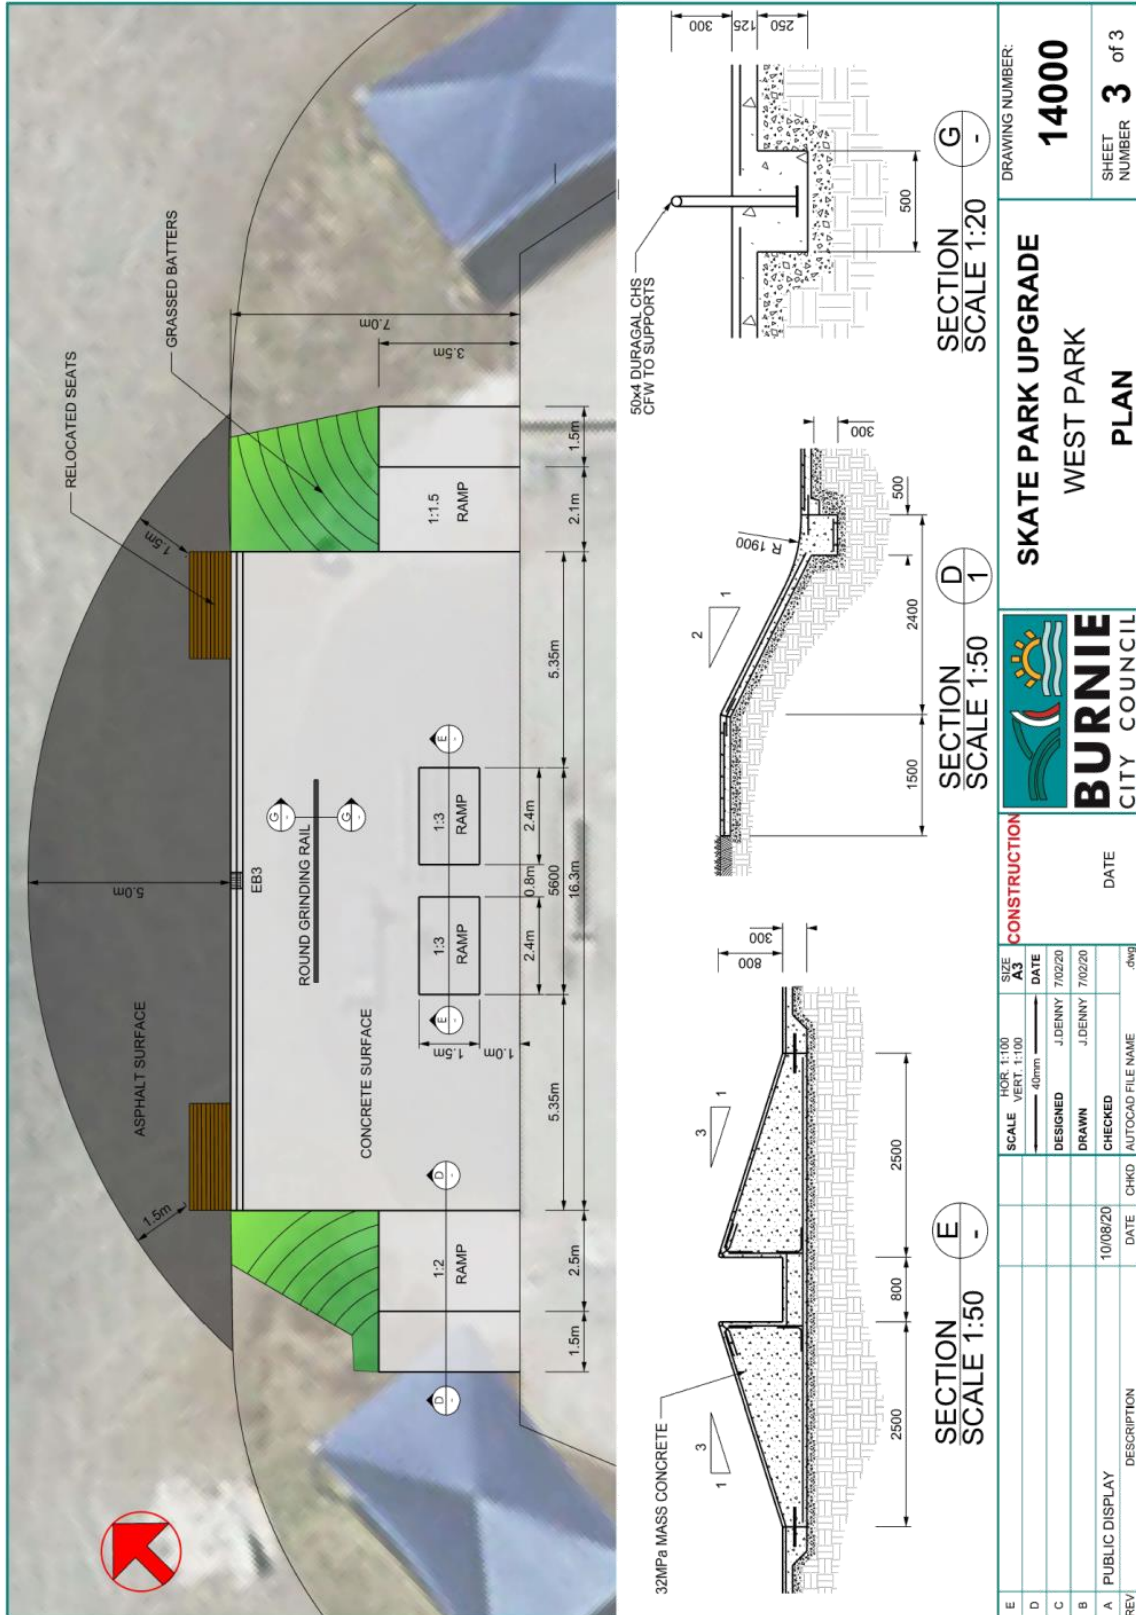 RELOCATED SEATS
GRASSED BATTERS
ASPHALT SURFACE
1.5m
5.0m
1.5m
7.0m
3.5m
EB3
ROUND GRINDING RAIL
G
-
G
-
CONCRETE SURFACE
D
-
D
-
E
-
E
-
1:2
RAMP
1:3
RAMP
1:3
RAMP
1:1.5
RAMP
1.5m
1.0m
2.4m
0.8m
2.4m
5600
1.5m
2.5m
5.35m
16.3m
5.35m
2.1m
1.5m
32MPa MASS CONCRETE
3
1
3
1
800
300
2500
800
2500
SECTION
SCALE 1:50
E
-
2
1
R 1900
300
1500
2400
500
SECTION
SCALE 1:50
D
1
50x4 DURAGAL CHS
CFW TO SUPPORTS
300
125
250
500
SECTION
SCALE 1:20
G
-
E
D
C
B
A PUBLIC DISPLAY 10/08/20
REV DESCRIPTION DATE CHKD
SCALE HOR. 1:100
VERT. 1:100
SIZE
A3
40mm
DATE
DESIGNED J.DENNY 7/02/20
DRAWN J.DENNY 7/02/20
CHECKED
AUTOCAD FILE NAME .dwg
CONSTRUCTION
DATE
BURNIE
CITY COUNCIL
SKATE PARK UPGRADE
WEST PARK
PLAN
DRAWING NUMBER:
14000
SHEET
NUMBER 3 of 3